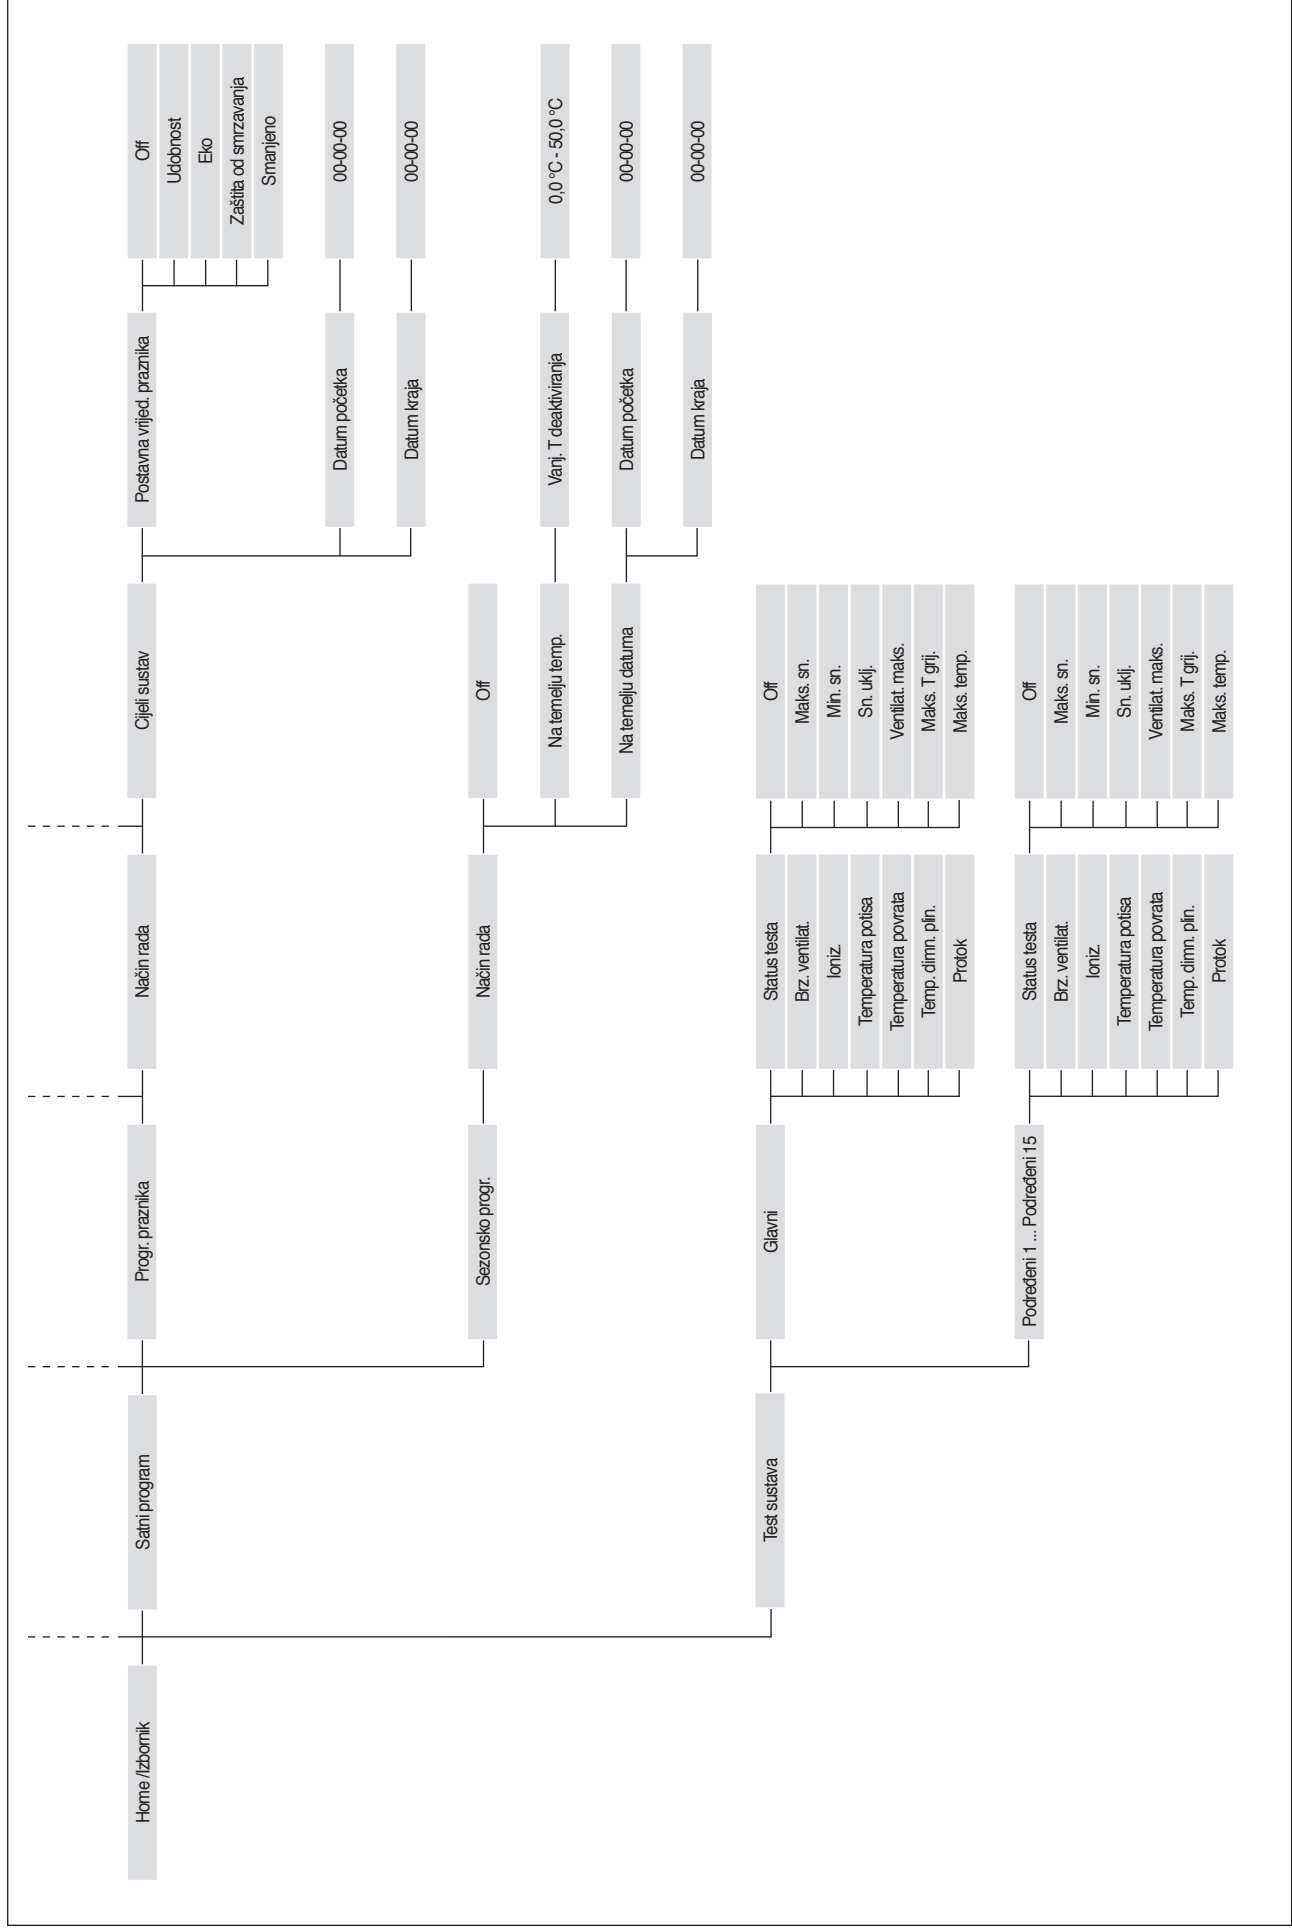 Home /Izbornik
Satni program
Progr. praznika
Način rada
Cijeli sustav
Postavna vrijed. praznika
Off
Udobnost
Eko
Zaštita od smrzavanja
Smanjeno
Datum početka
00-00-00
Datum kraja
00-00-00
Sezonsko progr.
Način rada
Off
Na temelju temp.
Vanj. T deaktiviranja
0,0 °C - 50,0 °C
Na temelju datuma
Datum početka
00-00-00
Datum kraja
00-00-00
Test sustava
Glavni
Status testa
Brz. ventilat.
Ioniz.
Temperatura potisa
Temperatura povrata
Temp. dimn. plin.
Protok
Off
Maks. sn.
Min. sn.
Sn. uklj.
Ventilat. maks.
Maks. T grij.
Maks. temp.
Podređeni 1 ... Podređeni 15
Status testa
Brz. ventilat.
Ioniz.
Temperatura potisa
Temperatura povrata
Temp. dimn. plin.
Protok
Off
Maks. sn.
Min. sn.
Sn. uklj.
Ventilat. maks.
Maks. T grij.
Maks. temp.